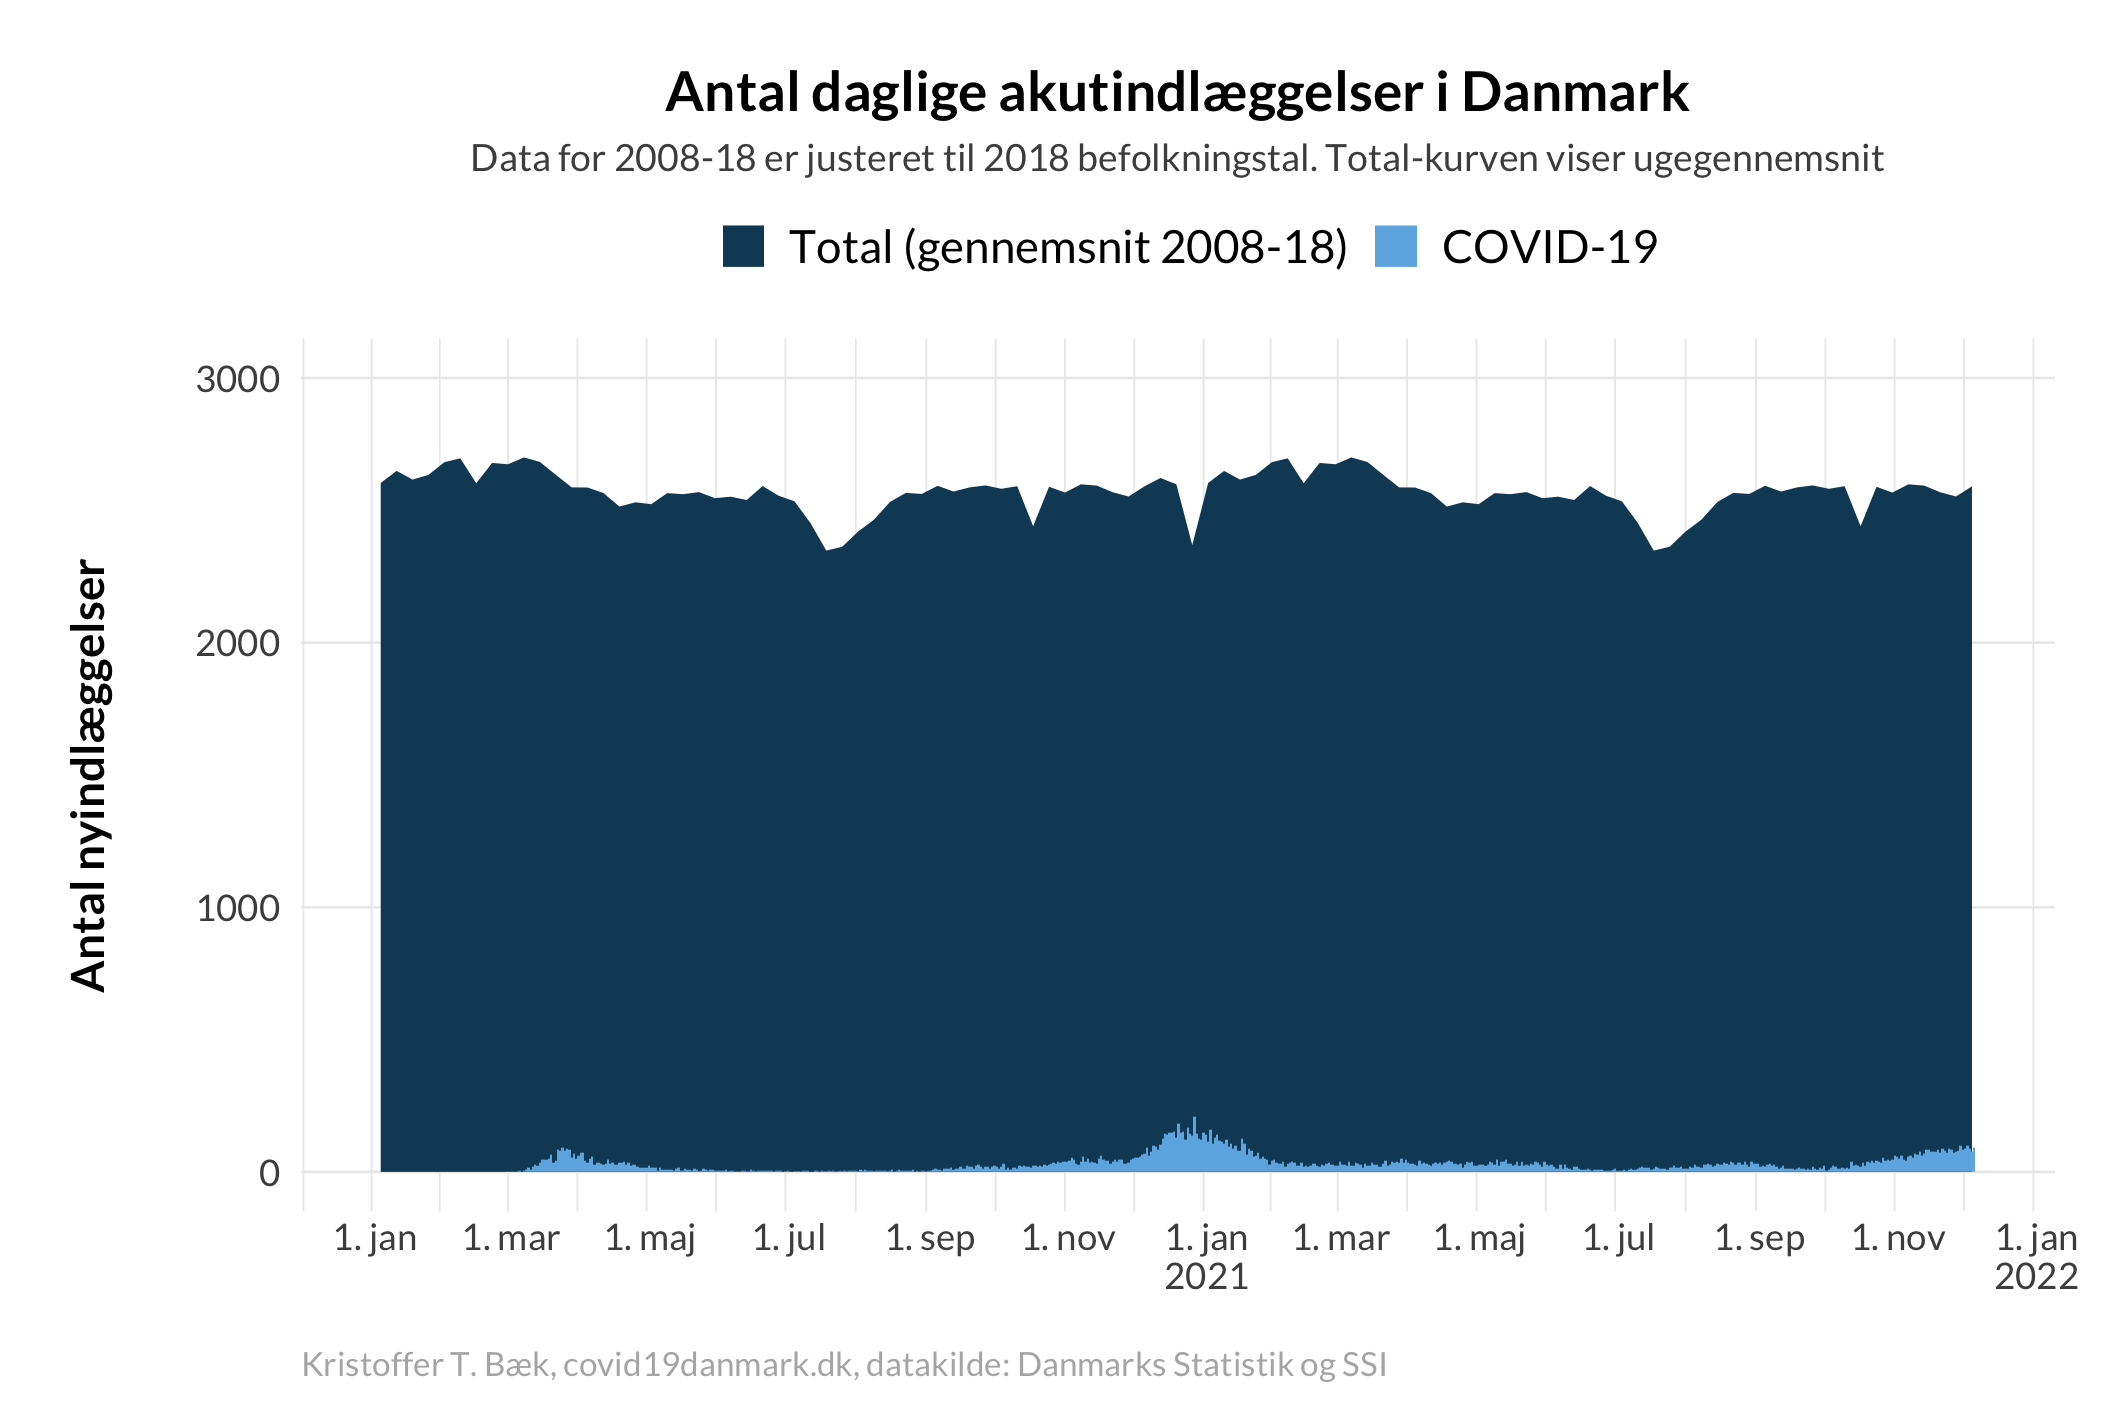 Antal daglige akutindlæggelser i Danmark
Data for 2008-18 er justeret til 2018 befolkningstal. Total-kurven viser ugegennemsnit
Total (gennemsnit 2008-18) COVID-19
Antal nyindlæggelser
3000
2000
1000
0
1. jan 1. mar 1. maj 1. jul 1. sep 1. nov 1. jan 1. mar 1. maj 1. jul 1. sep 1. nov 1. jan
2021 2022
Kristoffer T. Bæk, covid19danmark.dk, datakilde: Danmarks Statistik og SSI